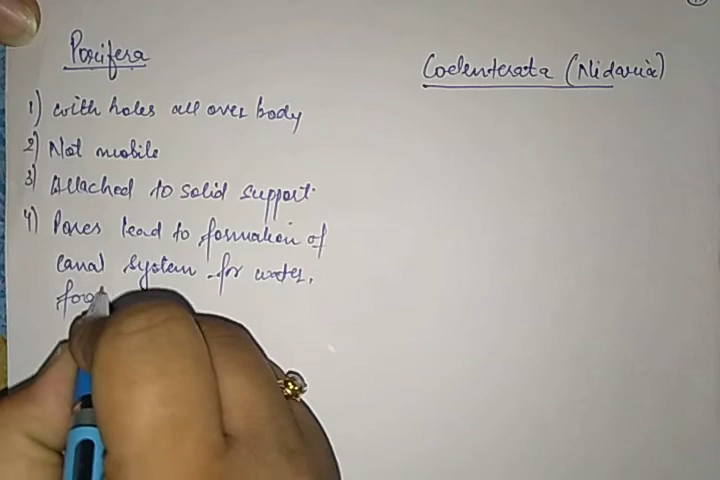 Porifera
Coelenterata (Nidaria)
1) with holes all over body
2) Not mobile
3) Attached to solid support.
4) Pores lead to formation of
canal system for water,